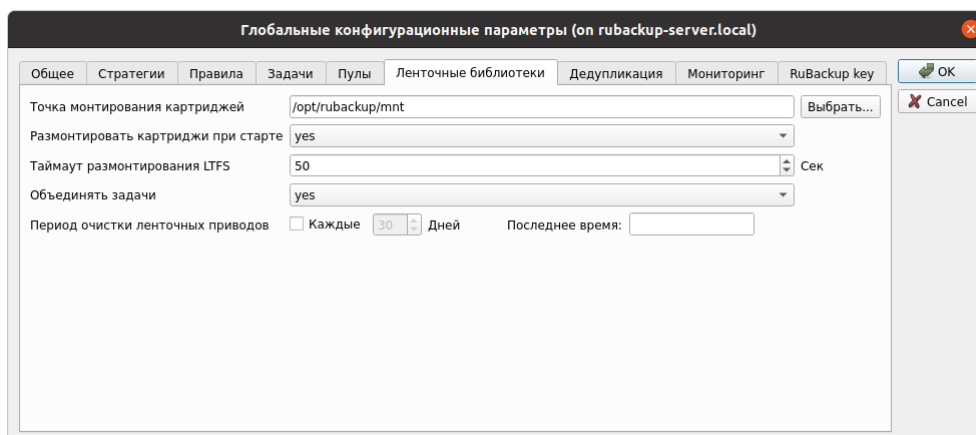 Глобальные конфигурационные параметры (on rubackup-server.local)
Общее Стратегии Правила Задачи Пулы Ленточные библиотеки Дедупликация Мониторинг RuBackup key OK
Точка монтирования картриджей /opt/rubackup/mnt Выбрать... Cancel
Размонтировать картриджи при старте yes
Таймаут размонтирования LTFS 50 Сек
Объединять задачи yes
Период очистки ленточных приводов Каждые 30 Дней Последнее время: